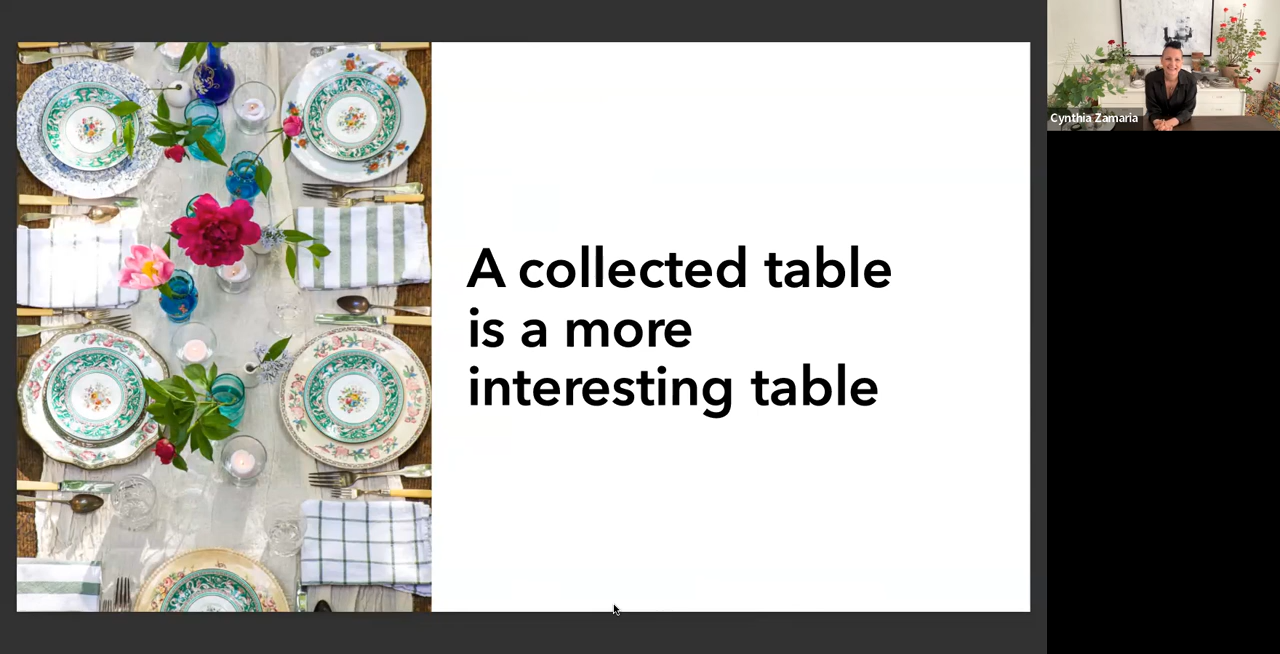 A collected table
is a more
interesting table
Cynthia Zamaria